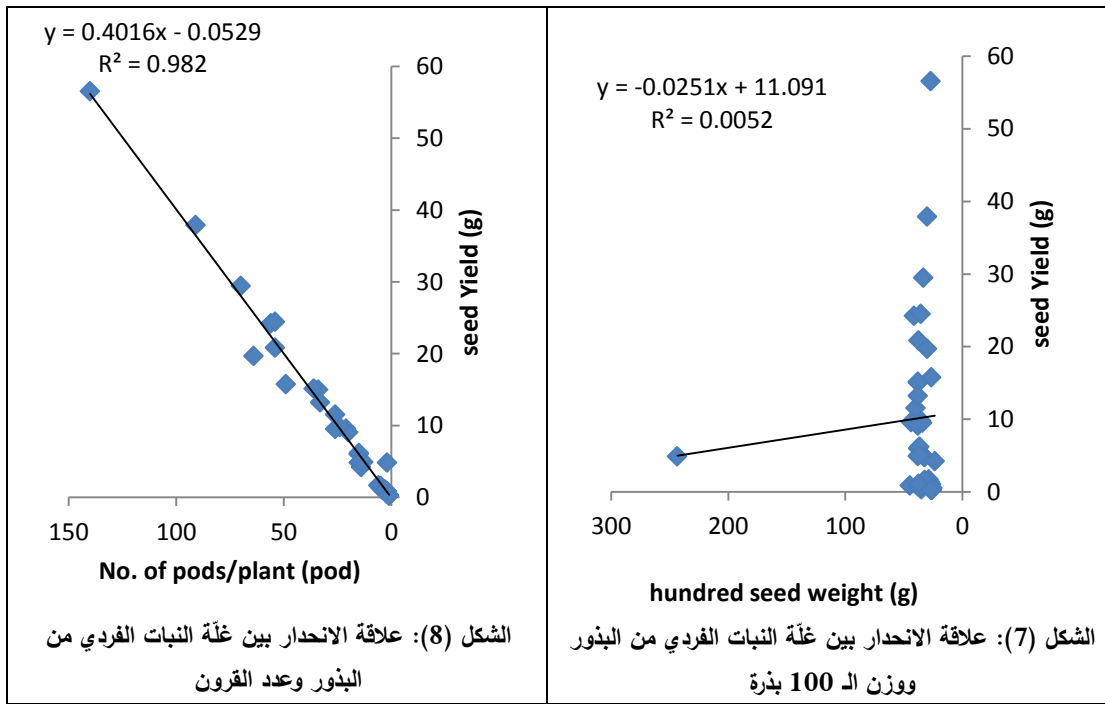 y = 0.4016x - 0.0529
R² = 0.982
60
50
40
30
20
10
0
seed Yield (g)
150
100
50
0
No. of pods/plant (pod)
الشكل (8): علاقة الانحدار بين غلّة النبات الفردي من
البذور وعدد القرون
y = -0.0251x + 11.091
R² = 0.0052
60
50
40
30
20
10
0
seed Yield (g)
300
200
100
0
hundred seed weight (g)
الشكل (7): علاقة الانحدار بين غلّة النبات الفردي من البذور
ووزن الـ 100 بذرة